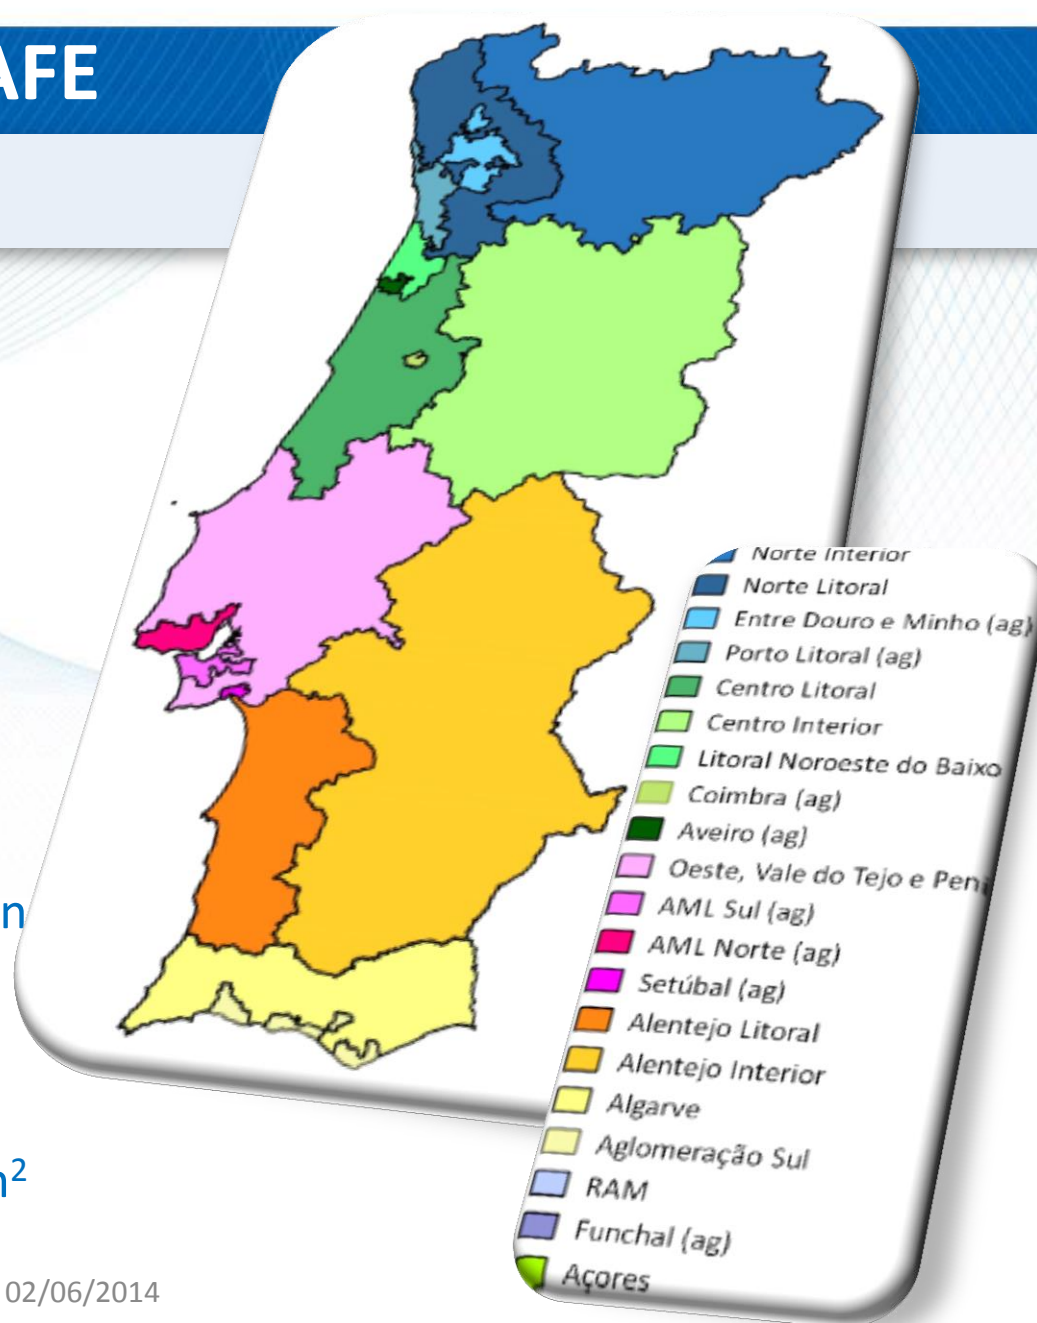 AFE
Norte Interior
Norte Litoral
Entre Douro e Minho (ag)
Porto Litoral (ag)
Centro Litoral
Centro Interior
Litoral Noroeste do Baixo
Coimbra (ag)
Aveiro (ag)
Oeste, Vale do Tejo e Pen
AML Sul (ag)
AML Norte (ag)
Setúbal (ag)
Alentejo Litoral
Alentejo Interior
Algarve
Aglomeração Sul
RAM
Funchal (ag)
Açores
n
2
02/06/2014